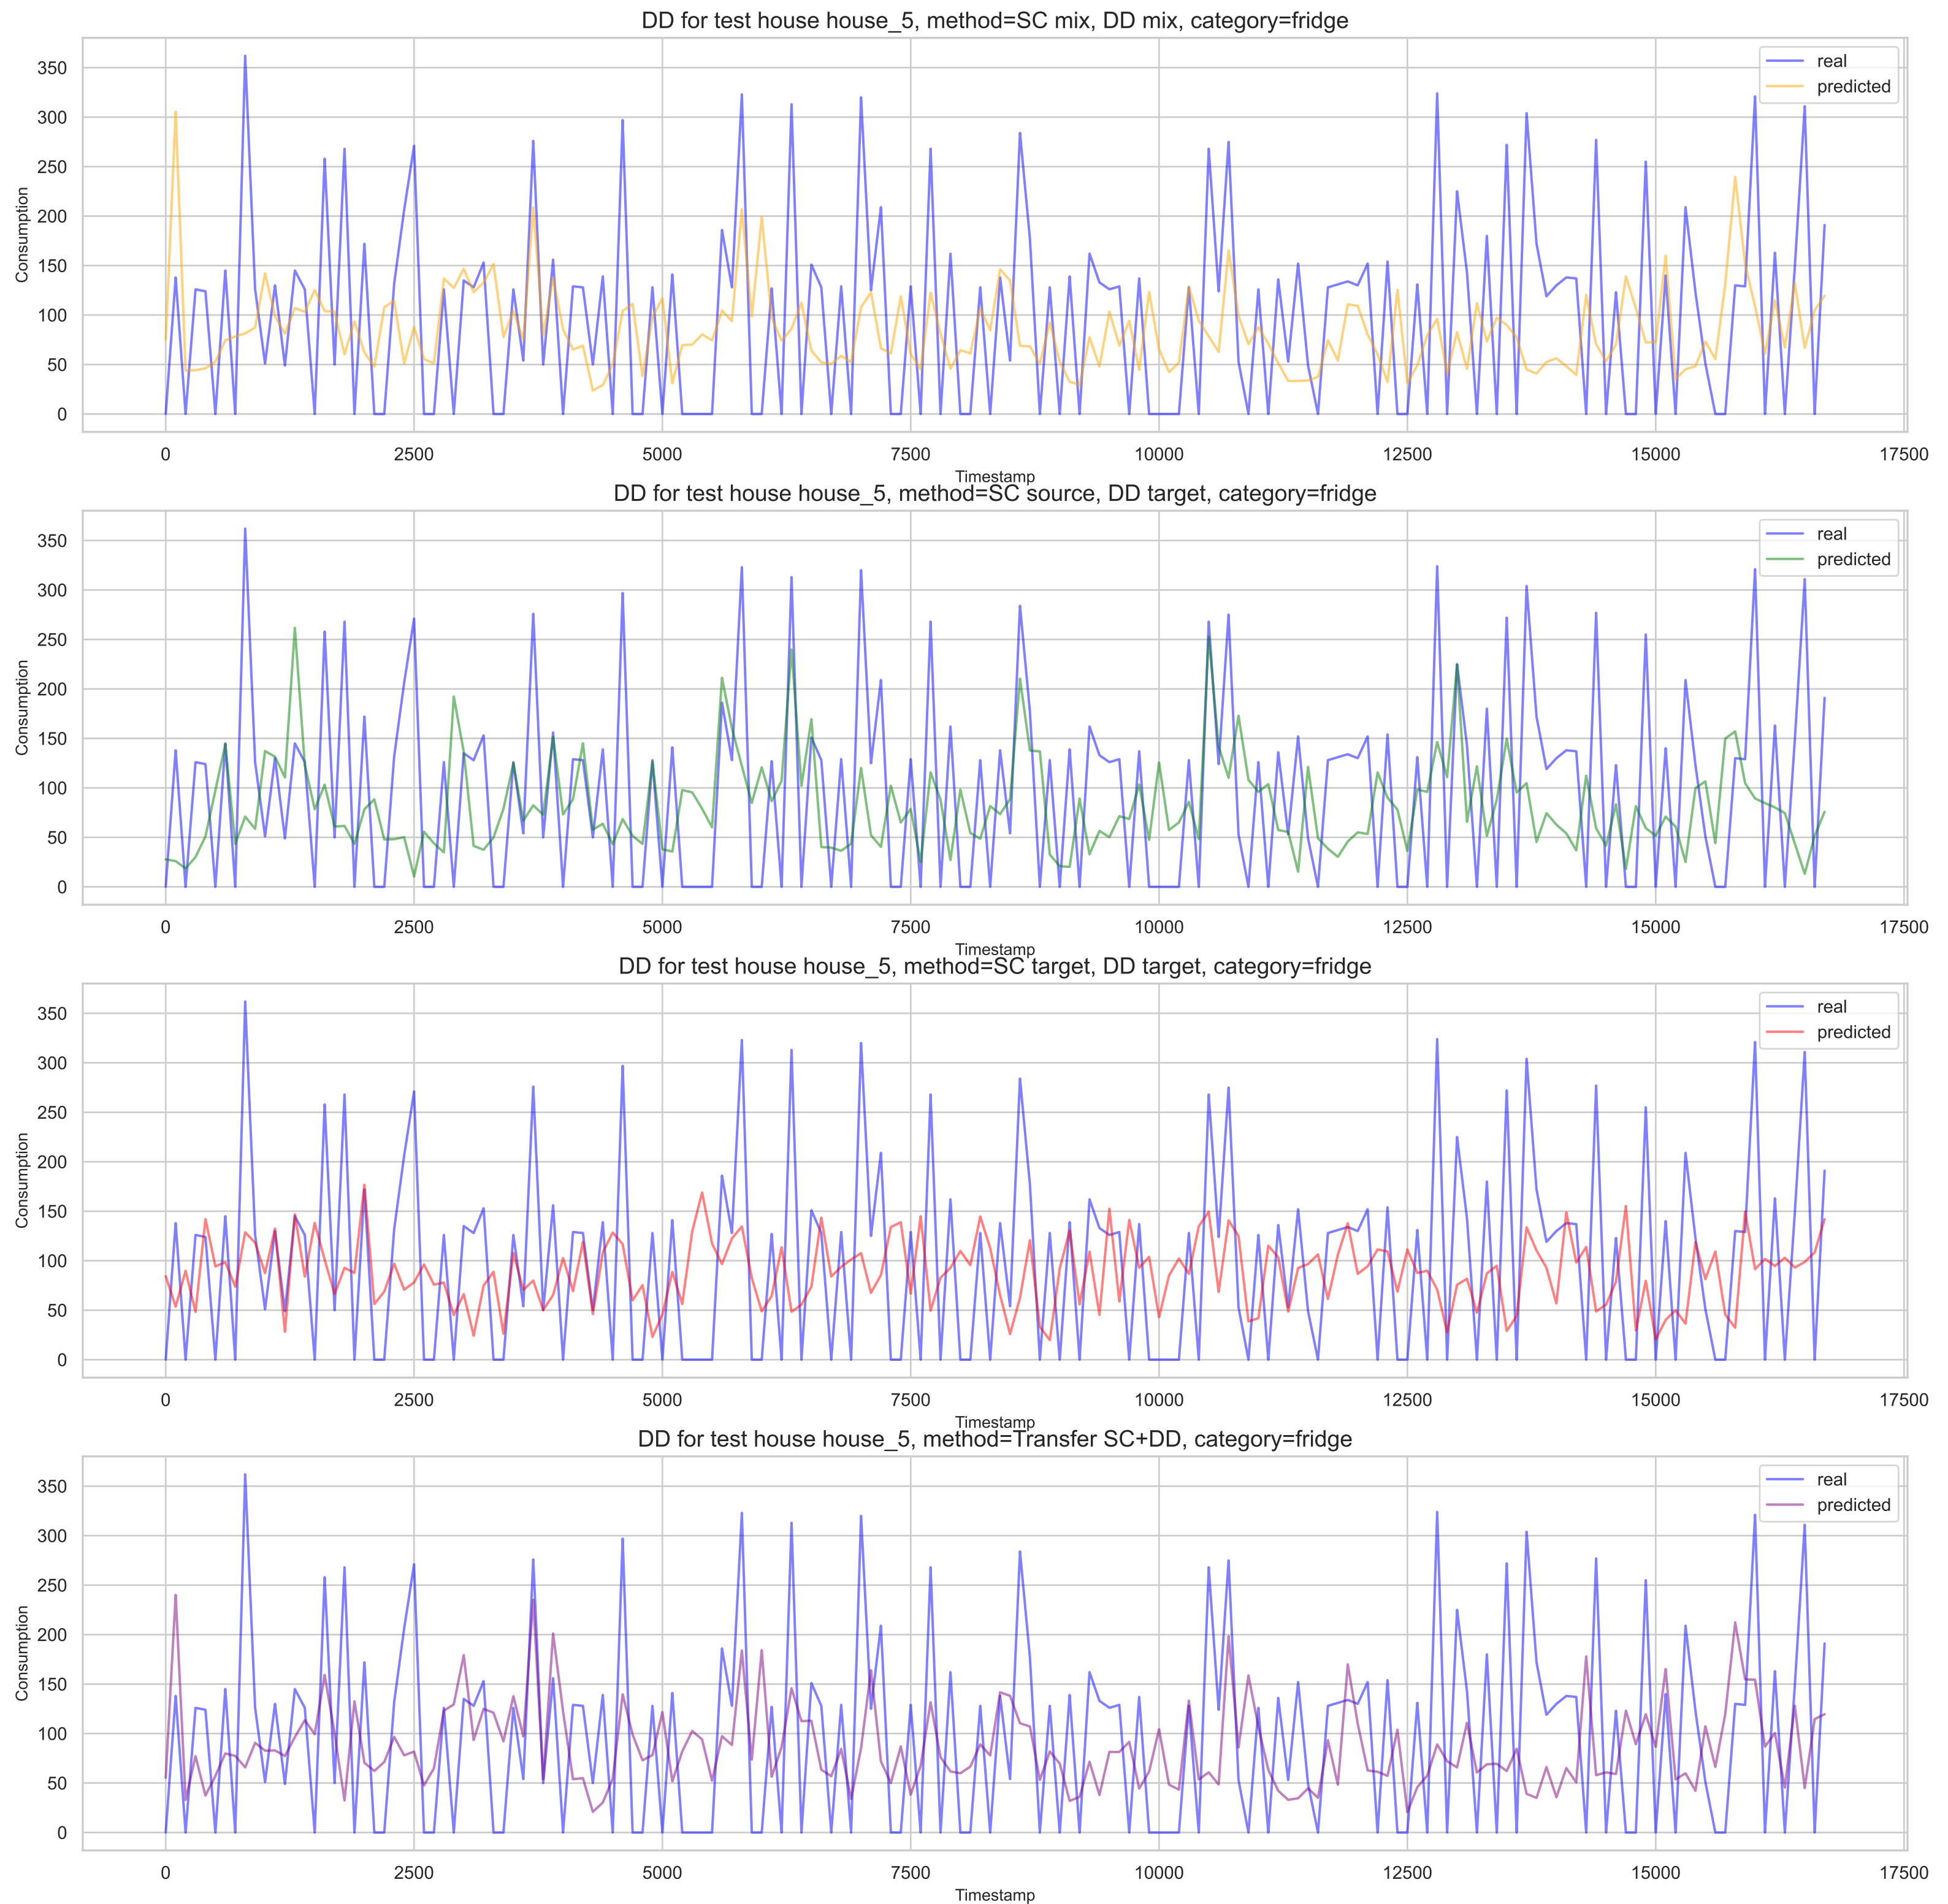 DD for test house house_5, method=SC mix, DD mix, category=fridge
real
predicted
Consumption
350
300
250
200
150
100
50
0
0 2500 5000 7500 10000 12500 15000 17500
Timestamp
DD for test house house_5, method=SC source, DD target, category=fridge
real
predicted
Consumption
350
300
250
200
150
100
50
0
0 2500 5000 7500 10000 12500 15000 17500
Timestamp
DD for test house house_5, method=SC target, DD target, category=fridge
real
predicted
Consumption
350
300
250
200
150
100
50
0
0 2500 5000 7500 10000 12500 15000 17500
Timestamp
DD for test house house_5, method=Transfer SC+DD, category=fridge
real
predicted
Consumption
350
300
250
200
150
100
50
0
0 2500 5000 7500 10000 12500 15000 17500
Timestamp